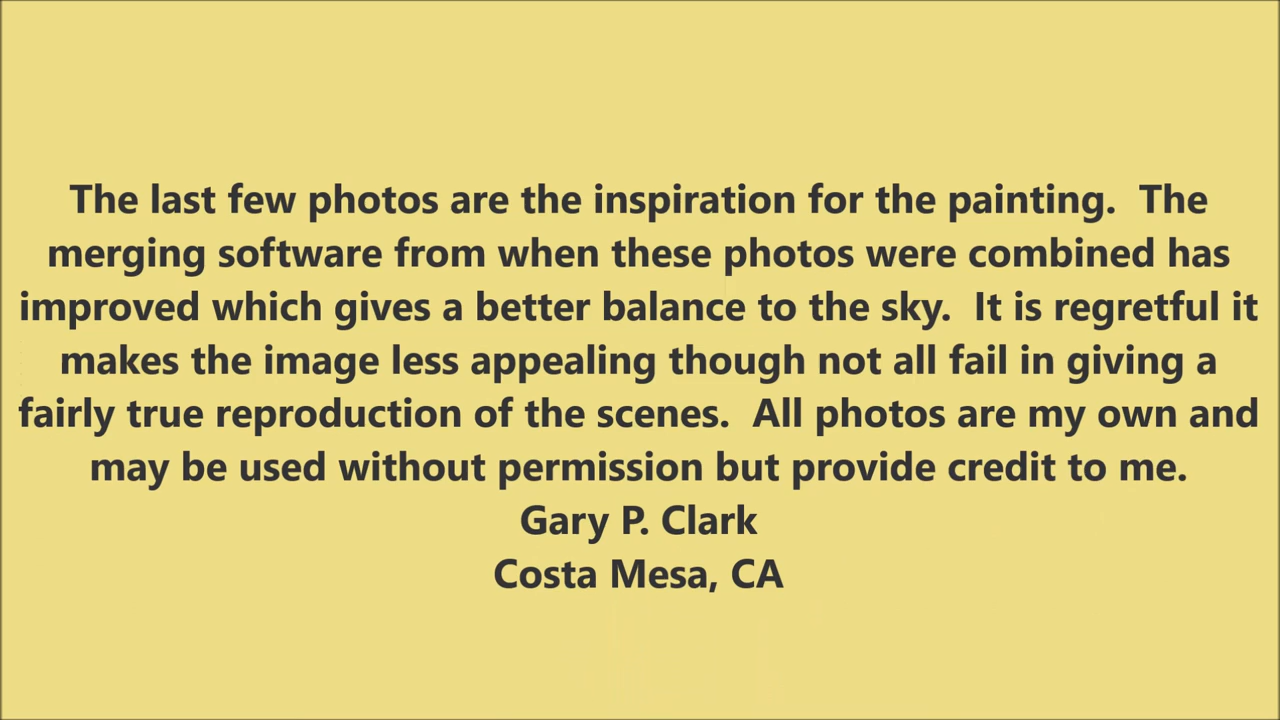 The last few photos are the inspiration for the painting.  The
merging software from when these photos were combined has
improved which gives a better balance to the sky.  It is regretful it
makes the image less appealing though not all fail in giving a
fairly true reproduction of the scenes.  All photos are my own and
may be used without permission but provide credit to me.
Gary P. Clark
Costa Mesa, CA